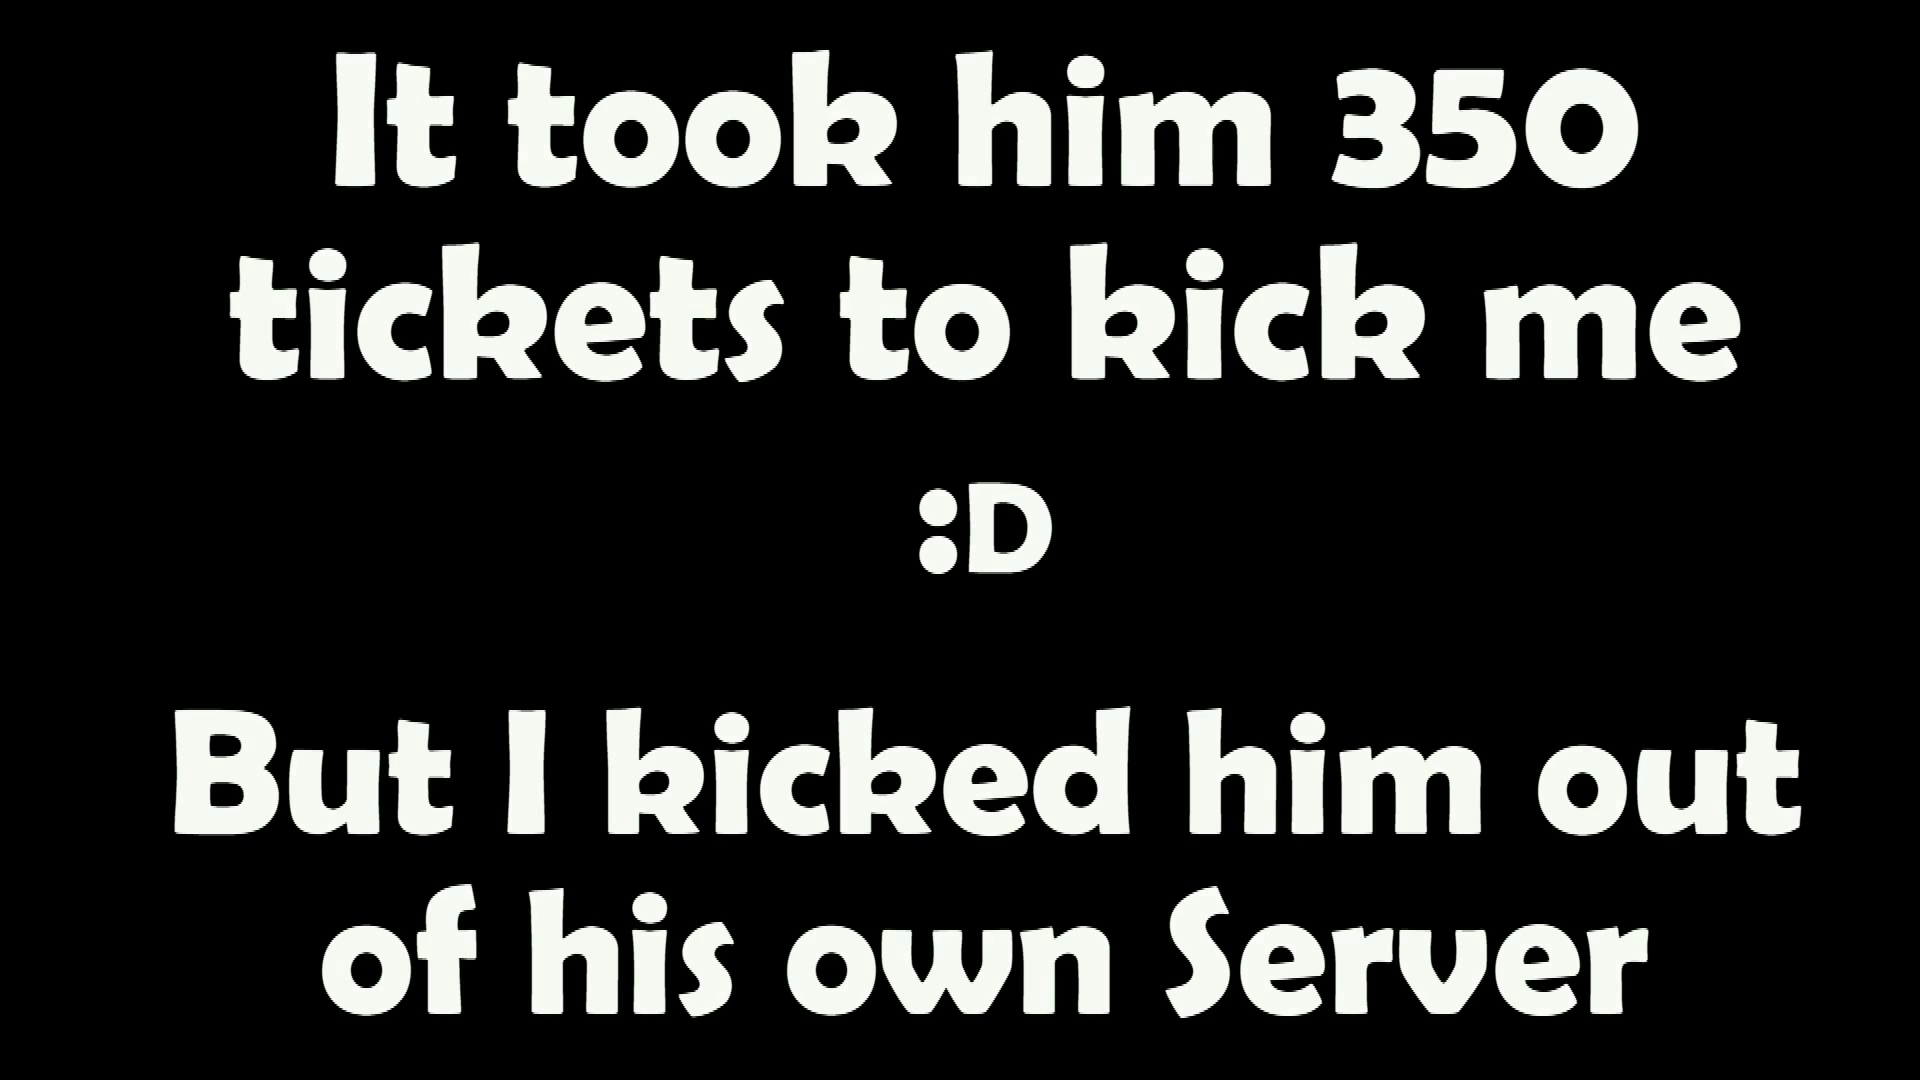 It took him 350
tickets to kick me
:D
But I kicked him out
of his own Server